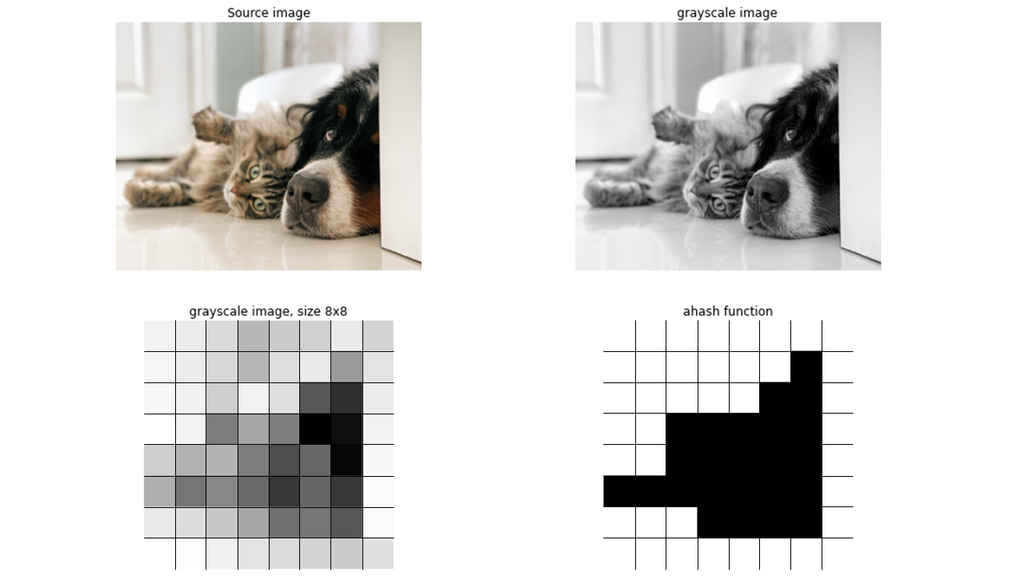 Source image
grayscale image
grayscale image, size 8x8
ahash function